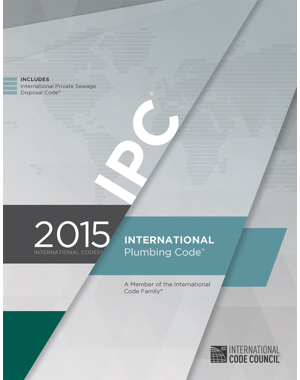 INCLUDES
International Private Sewage
Disposal Code®
IPC®
2015
INTERNATIONAL CODES®
INTERNATIONAL
Plumbing Code®
A Member of the International
Code Family®
INTERNATIONAL
CODE COUNCIL®